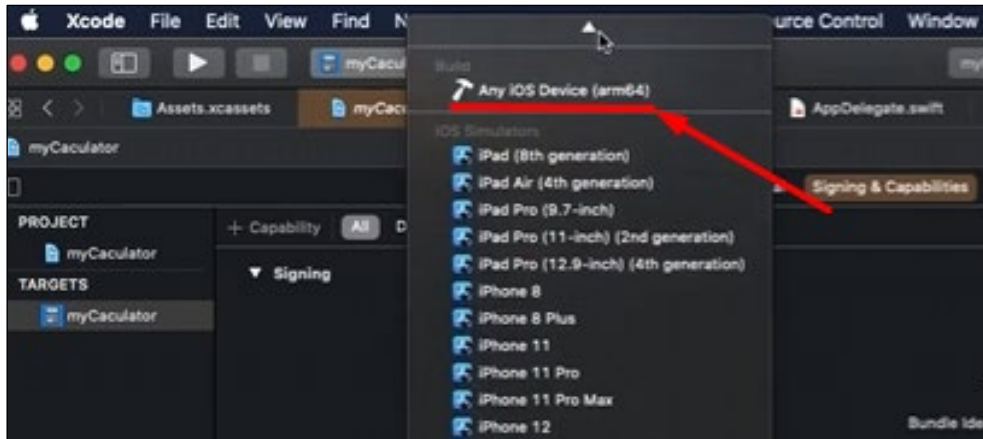 Xcode File Edit View Find N urce Control Window
myCacul my
Build
Any iOS Device (arm64)
Assets.xcassets myCac AppDelegate.swift
iOS Simulators
myCaculator
iPad (8th generation)
iPad Air (4th generation)
Signing & Capabilities
iPad Pro (9.7-inch)
PROJECT
+ Capability All D
iPad Pro (11-inch) (2nd generation)
myCaculator
iPad Pro (12.9-inch) (4th generation)
Signing
TARGETS
iPhone 8
myCaculator
iPhone 8 Plus
iPhone 11
iPhone 11 Pro
iPhone 11 Pro Max
iPhone 12
Bundle Ide